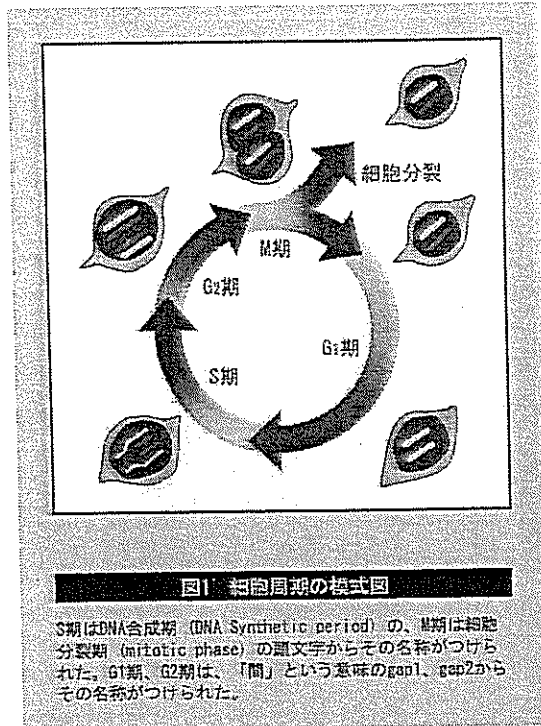 細胞分裂
M期
G2期
G1期
S期
図1 細胞周期の模式図
S期はDNA合成期 (DNA Synthetic period) の、M期は細胞
分裂期 (mitotic phase) の頭文字からその名称がつけら
れた。G1期、G2期は、「間」という意味のgap1、gap2から
その名称がつけられた。